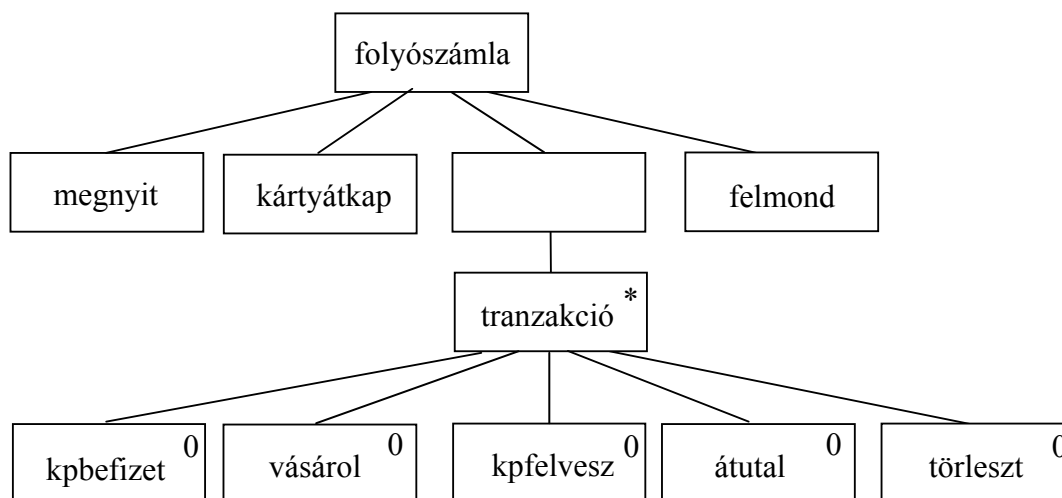 folyószámla
megnyit
kártyátkap
felmond
tranzakció *
kpbefizet 0
vásárol 0
kpfelvesz 0
átutal 0
törleszt 0